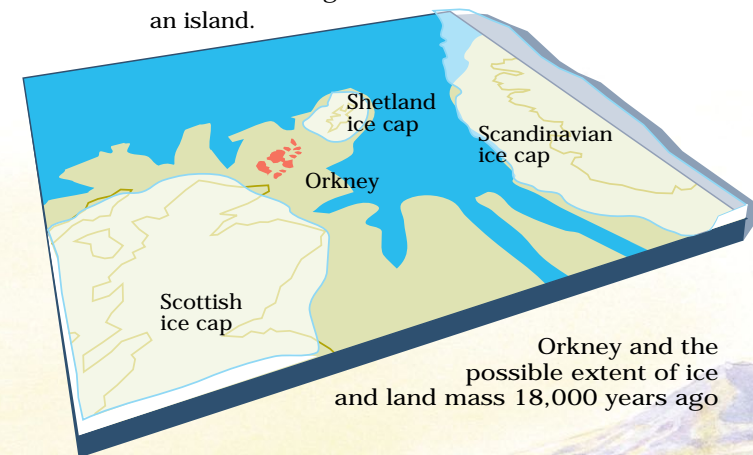 an island.
Shetland
ice cap
Scandinavian
ice cap
Orkney
Scottish
ice cap
Orkney and the
possible extent of ice
and land mass 18,000 years ago